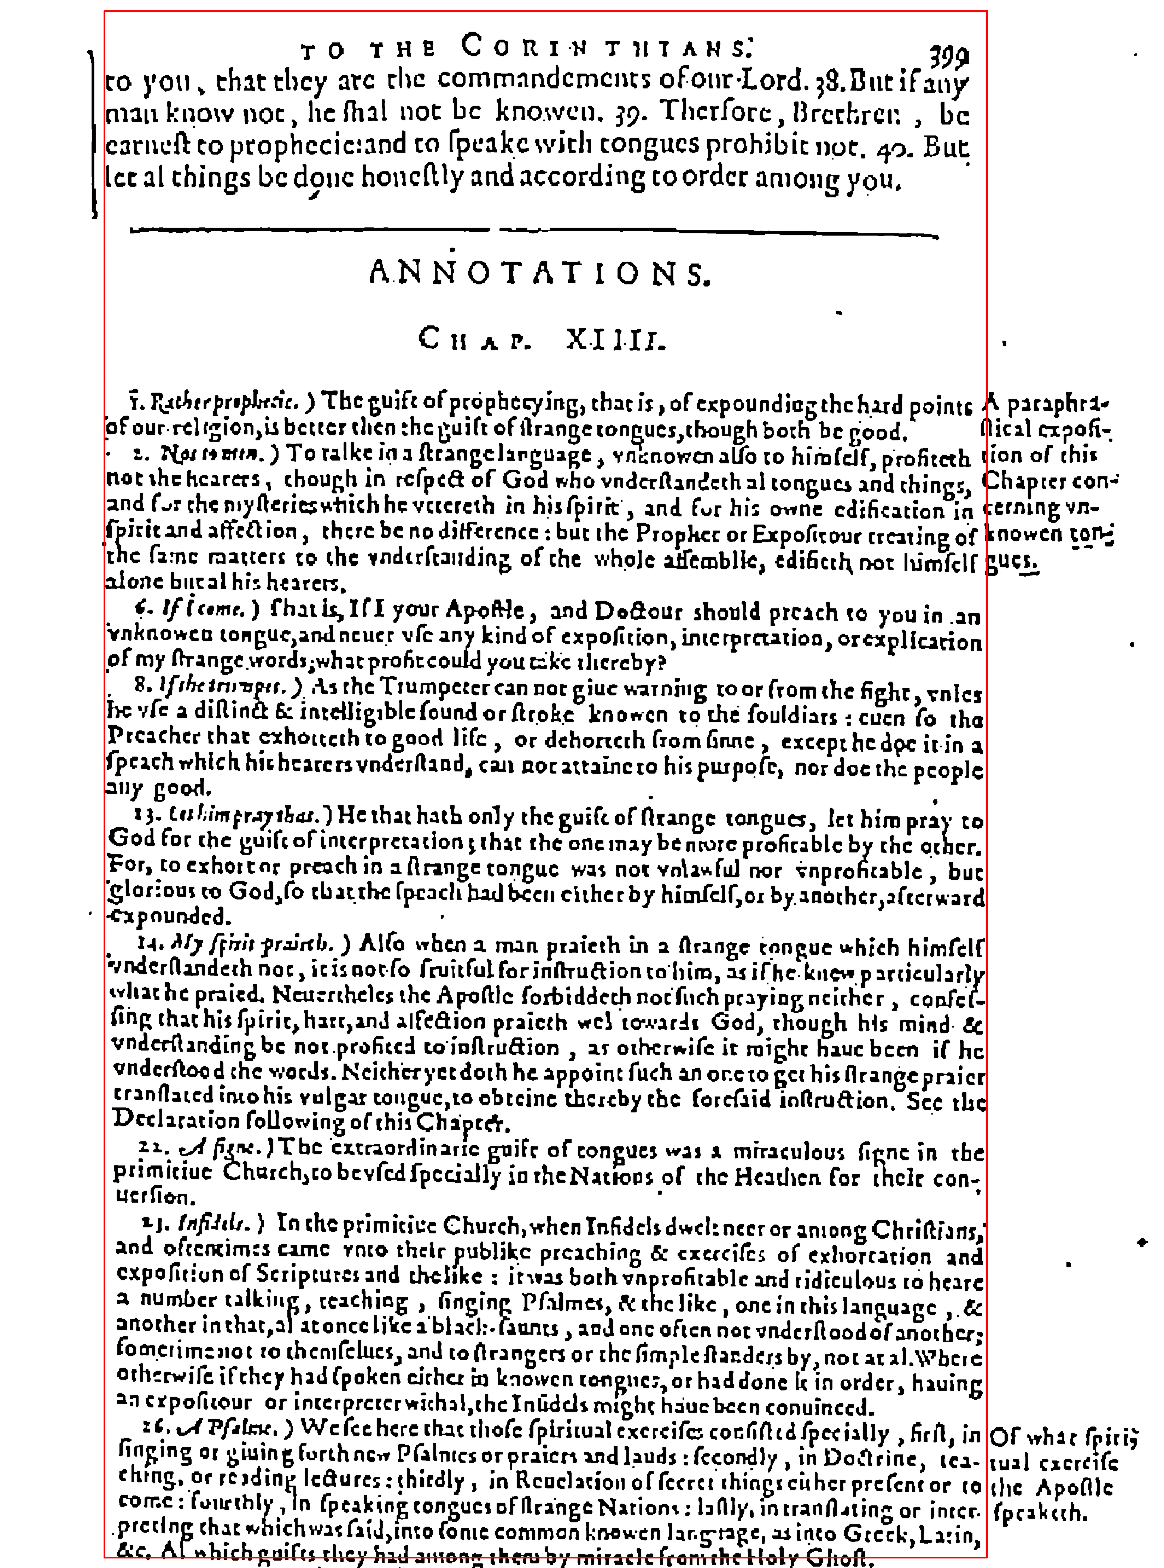 TO THE CORINTHIANS. 399
to you, that they are the commandements of our Lord. 38. But if any
man know not, he ſhal not be knowen. 39. Therfore, Brethren, be
earneſt to prophecie: and to ſpeake with tongues prohibit not. 40. But
let al things be done honeſtly and according to order among you.
ANNOTATIONS.
CHAP. XIIII.
1. Rather prophecie.) The guift of prophecying, that is, of expounding the hard points
of our religion, is better then the guift of ſtrange tongues, though both be good.
2. Not to men.) To talke in a ſtrange language, vnknowen alſo to himſelf, profiteth
not the hearers, though in reſpect of God who vnderſtandeth al tongues and things,
and for the myſteries which he vttereth in his ſpirit, and for his owne edification in
ſpirit and affection, there be no difference: but the Prophet or Expoſitour treating of
the ſame matters to the vnderſtanding of the whole aſſemblie, edifieth not himſelf
alone but al his hearers.
A paraphra-
ſtical expoſi-
tion of this
Chapter con-
cerning vn-
knowen ton-
gues.
6. If I come.) That is, If I your Apoſtle, and Doctour should preach to you in an
vnknowen tongue, and neuer vſe any kind of expoſition, interpretation, or explication
of my ſtrange words; what profit could you take thereby?
8. If the trumpet.) As the Trumpeter can not giue warning to or from the fight, vnles
he vſe a diſtinct & intelligible ſound or ſtroke knowen to the ſouldiars: euen ſo the
Preacher that exhorteth to good life, or dehorteth from ſinne, except he doe it in a
ſpeach which his hearers vnderſtand, can not attaine to his purpoſe, nor doe the people
any good.
13. Let him pray that.) He that hath only the guift of ſtrange tongues, let him pray to
God for the guift of interpretation; that the one may be more profitable by the other.
For, to exhort or preach in a ſtrange tongue was not vnlawful nor vnprofitable, but
glorious to God, ſo that the ſpeach had been either by himſelf, or by another, afterward
expounded.
14. My ſpirit praieth.) Alſo when a man praieth in a ſtrange tongue which himſelf
vnderſtandeth not, it is not ſo fruitful for inſtruction to him, as if he knew particularly
what he praied. Neuertheles the Apoſtle forbiddeth not ſuch praying neither, confeſ-
ſing that his ſpirit, hart, and affection praieth wel towards God, though his mind &
vnderſtanding be not profited to inſtruction, as otherwiſe it might haue been if he
vnderſtood the words. Neither yet doth he appoint ſuch an one to get his ſtrange praier
tranſlated into his vulgar tongue, to obteine thereby the foreſaid inſtruction. See the
Declaration following of this Chapter.
22. A ſigne.) The extraordinarie guift of tongues was a miraculous ſigne in the
primitiue Church, to be vſed ſpecially in the Nations of the Heathen for their con-
uerſion.
23. Infidels.) In the primitiue Church, when Infidels dwelt neer or among Chriſtians,
and oftentimes came vnto their publike preaching & exerciſes of exhortation and
expoſition of Scriptures and the like: it was both vnprofitable and ridiculous to heare
a number talking, teaching, ſinging Pſalmes, & the like, one in this language, &
another in that, al at once like a black-ſaunts, and one often not vnderſtood of another;
ſometime not to themſelues, and to ſtrangers or the ſimple ſtanders by, not at al. Where
otherwiſe if they had ſpoken either in knowen tongues, or had done it in order, hauing
an expoſitour or interpreter withal, the Infidels might haue been conuinced.
26. A Pſalme.) We ſee here that thoſe ſpiritual exerciſes conſiſted ſpecially, firſt, in
ſinging or giuing forth new Pſalmes or praiers and lauds: ſecondly, in Doctrine, tea-
ching, or reading lectures: thirdly, in Reuelation of ſecret things either preſent or to
come: fourthly, in ſpeaking tongues of ſtrange Nations: laſtly, in tranſlating or inter-
preting that which was ſaid, into ſome common knowen language, as into Greek, Latin,
&c. Al which guifts they had among them by miracle from the Holy Ghoſt.
Of what ſpiri-
tual exerciſe
the Apoſtle
ſpeaketh.